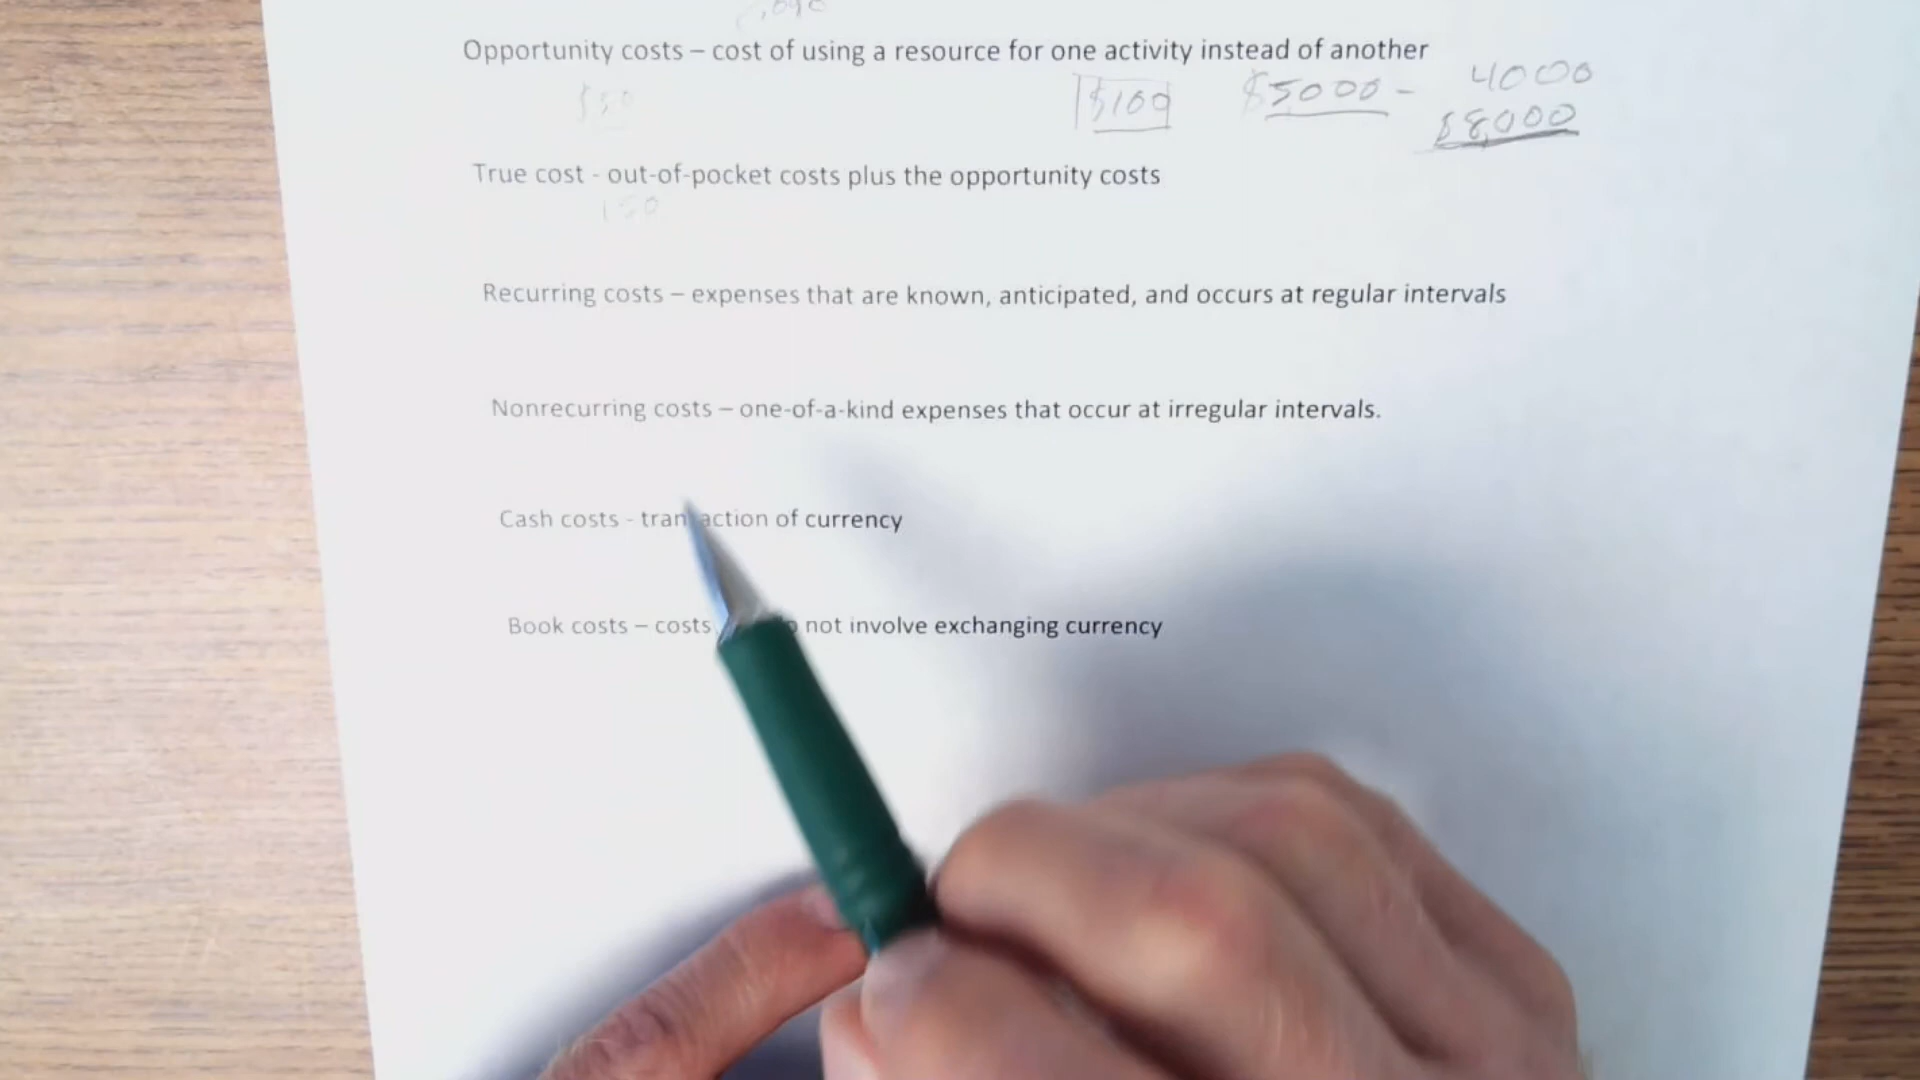 Opportunity costs – cost of using a resource for one activity instead of another
$100 $5000 - 4000
$8,000
True cost - out-of-pocket costs plus the opportunity costs
Recurring costs – expenses that are known, anticipated, and occurs at regular intervals
Nonrecurring costs – one-of-a-kind expenses that occur at irregular intervals.
Cash costs - of currency
Book costs – costs not involve exchanging currency